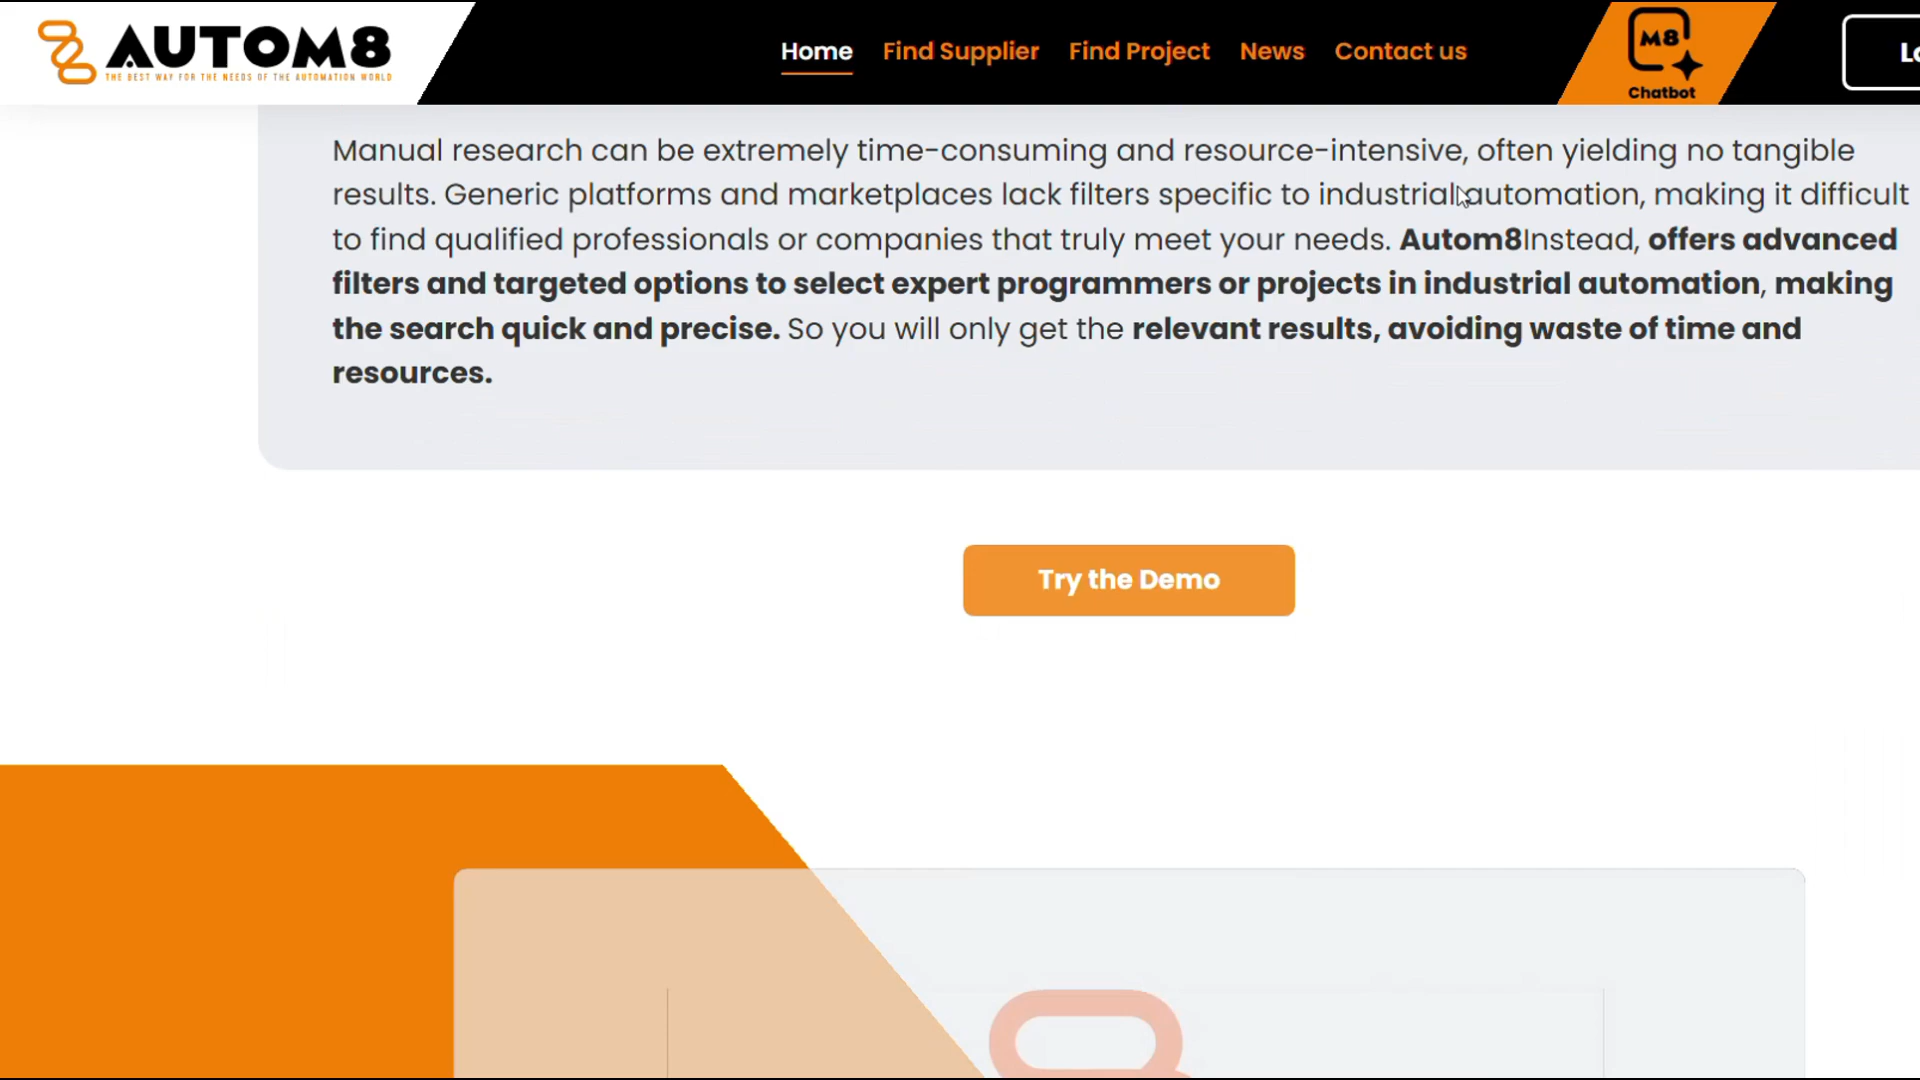 AUTOM8
THE BEST WAY FOR THE NEEDS OF THE AUTOMATION WORLD
Home Find Supplier Find Project News Contact us
M8
Chatbot
Manual research can be extremely time-consuming and resource-intensive, often yielding no tangible
results. Generic platforms and marketplaces lack filters specific to industrial automation, making it difficult
to find qualified professionals or companies that truly meet your needs. Autom8Instead, offers advanced
filters and targeted options to select expert programmers or projects in industrial automation, making
the search quick and precise. So you will only get the relevant results, avoiding waste of time and
resources.
Try the Demo